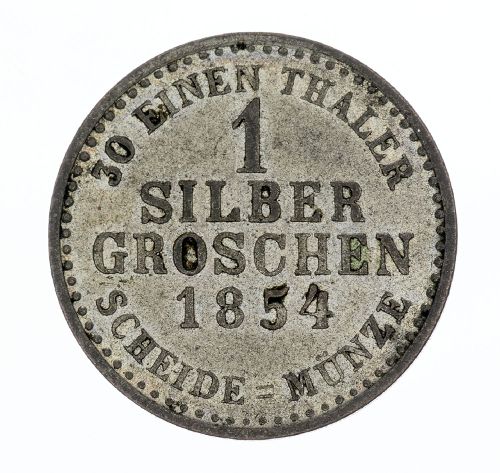 30 EINEN THALER
1
SILBER
GROSCHEN
1854
SCHEIDE = MÜNZE